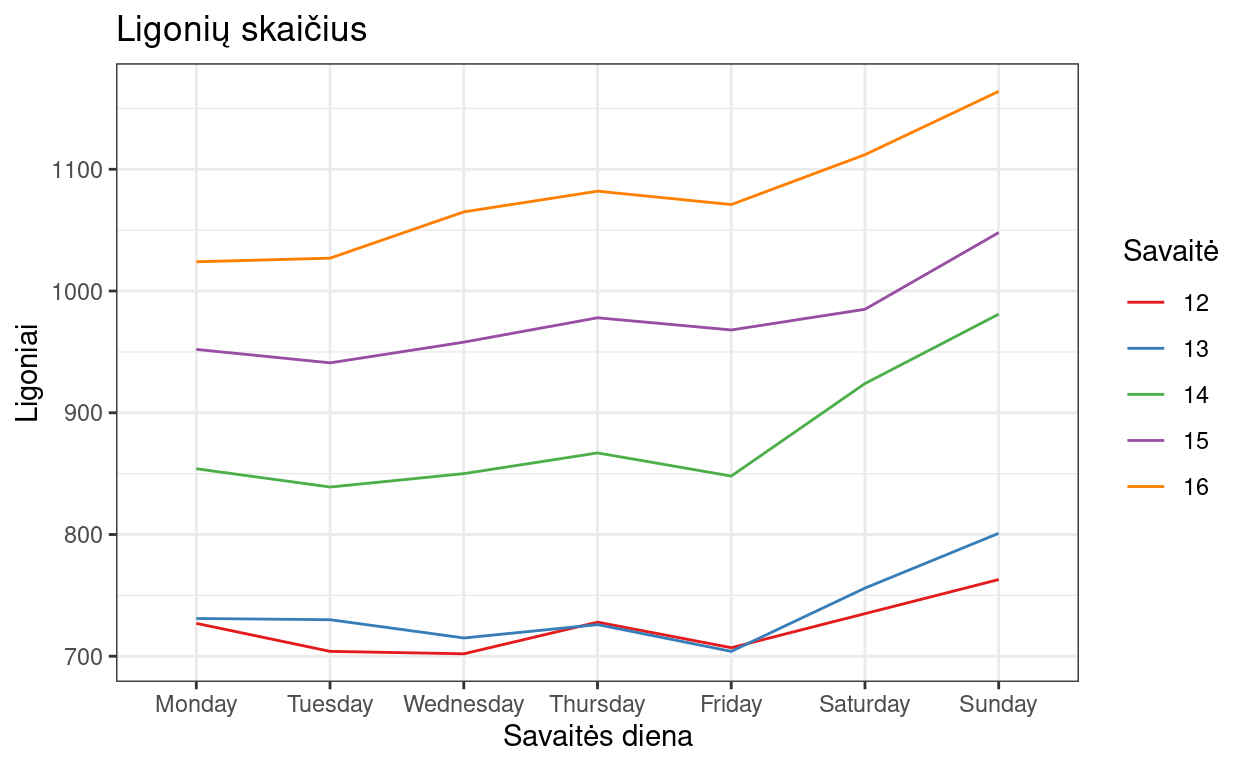 Ligonių skaičius
Ligoniai
1100
1000
900
800
700
Monday Tuesday Wednesday Thursday Friday Saturday Sunday
Savaitės diena
Savaitė
12
13
14
15
16